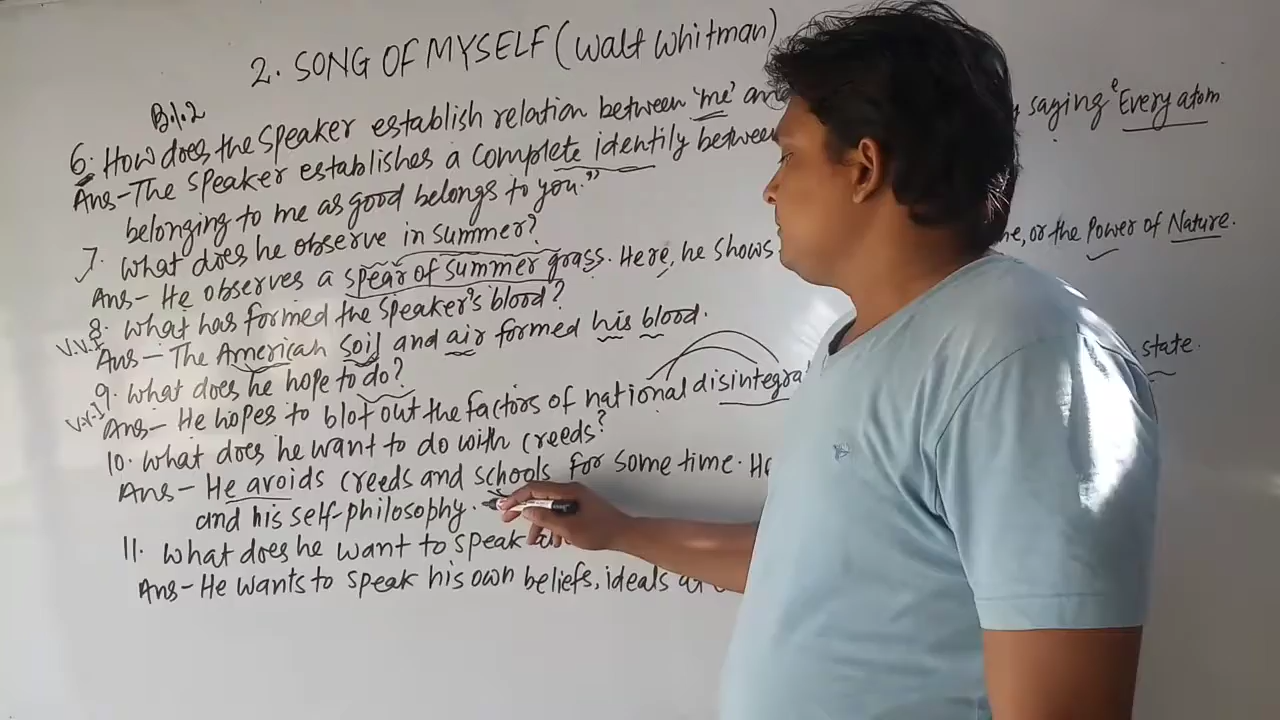 2. SONG OF MYSELF (Walt Whitman)
B.1.2
6. How does the speaker establish relation between 'me' and
Ans- The speaker establishes a complete identity between saying "Every atom
belonging to me as good belongs to you."
7. What does he observe in summer?
Ans- He observes a spear of summer grass. Here, he shows or the Power of Nature.
8. What has formed the speaker's blood?
V.V.I Ans- The American soil and air formed his blood.
9. What does he hope to do?
V.V.I Ans- He hopes to blot out the factors of national state.
10. What does he want to do with creeds?
Ans- He avoids creeds and schools for some time.
and his self-philosophy.
11. What does he want to speak
Ans- He wants to speak his own beliefs, ideals